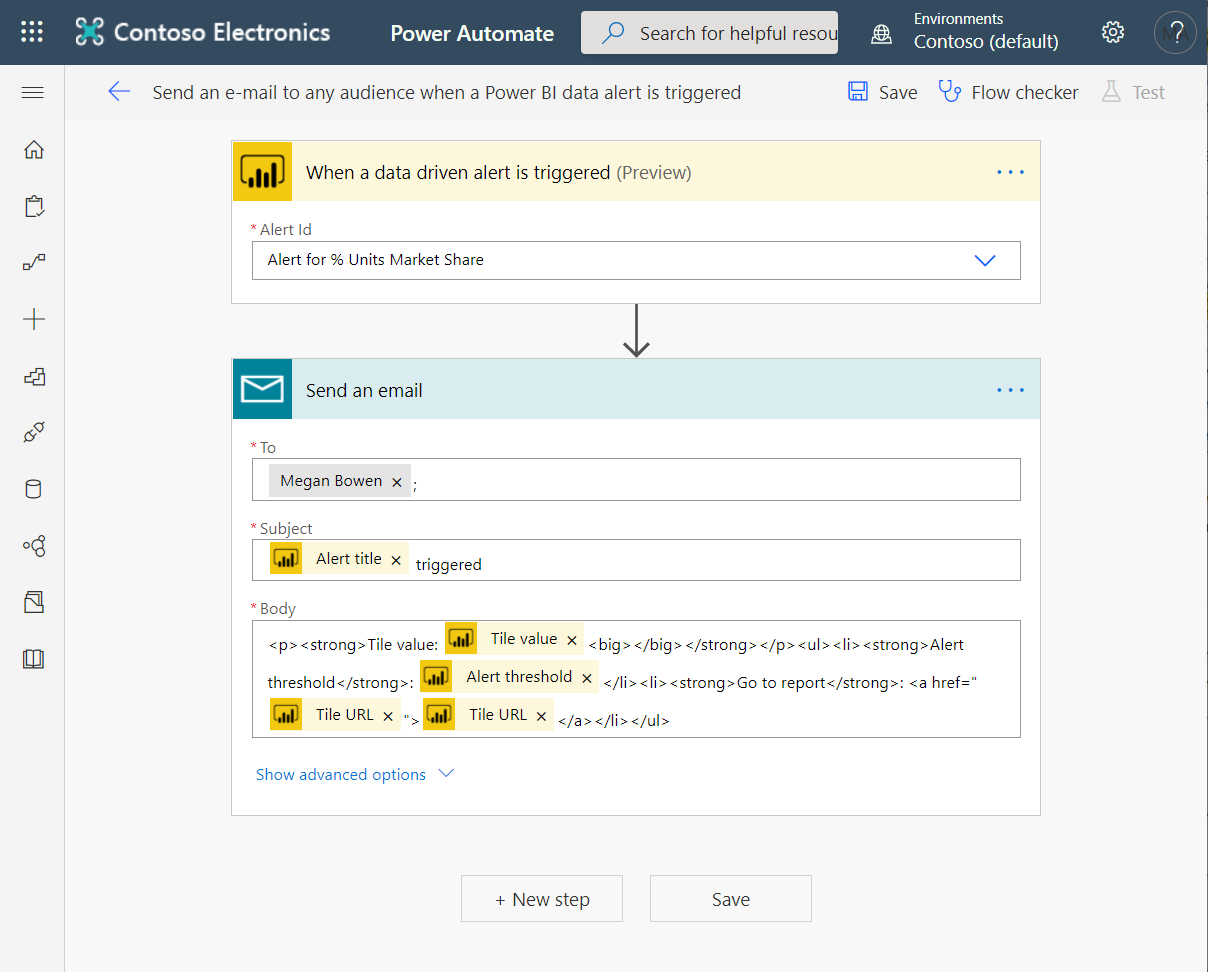 Contoso Electronics
Power Automate
Search for helpful resou
Environments
Contoso (default)
?
Send an e-mail to any audience when a Power BI data alert is triggered
Save
Flow checker
Test
When a data driven alert is triggered (Preview)
...
* Alert Id
Alert for % Units Market Share
Send an email
...
* To
Megan Bowen × ;
* Subject
Alert title × triggered
* Body
<p><strong>Tile value: Tile value × <big></big></strong></p><ul><li><strong>Alert
threshold</strong>: Alert threshold × </li><li><strong>Go to report</strong>: <a href="
Tile URL × "> Tile URL × </a></li></ul>
Show advanced options
+ New step
Save